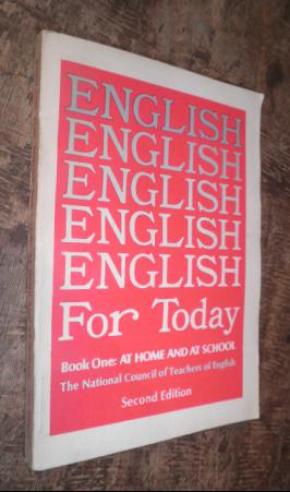 ENGLISH
ENGLISH
ENGLISH
ENGLISH
ENGLISH
For Today
Book One: AT HOME AND AT SCHOOL
The National Council of Teachers of English
Second Edition